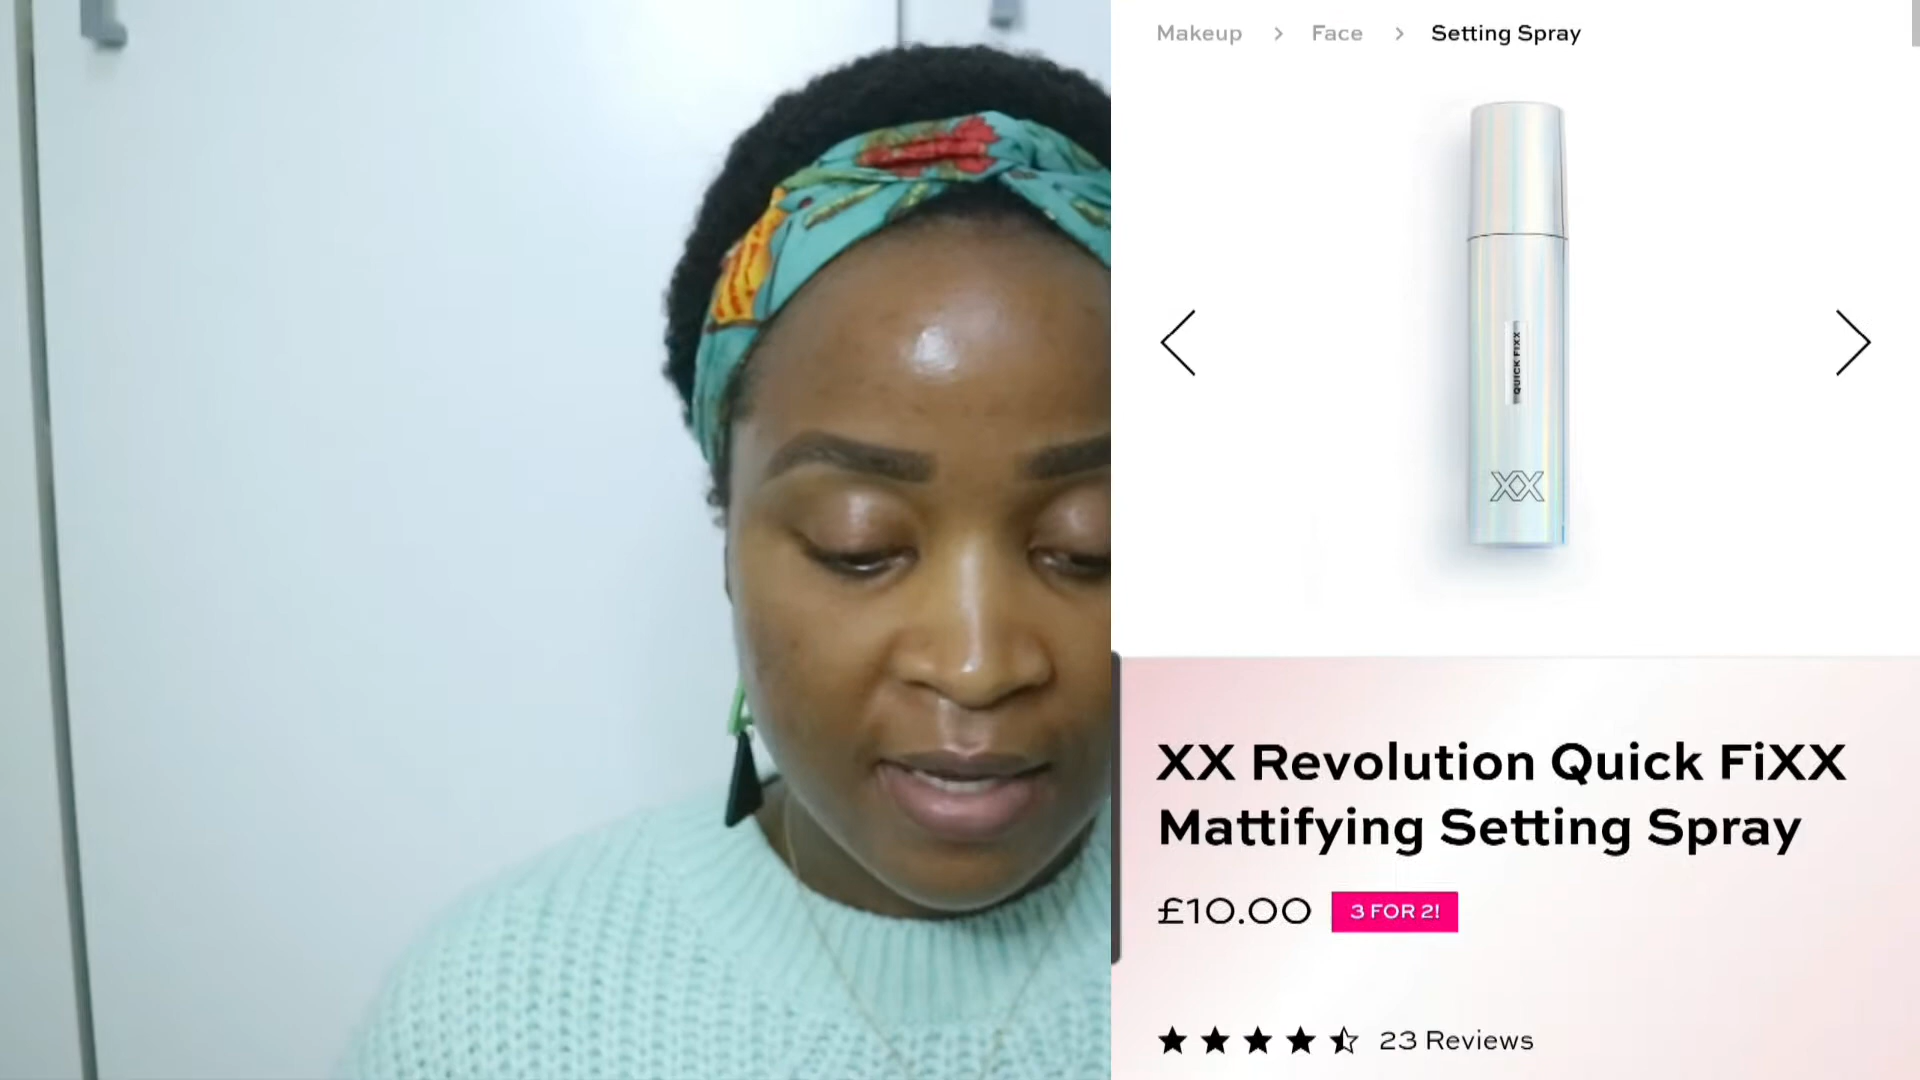 Makeup > Face > Setting Spray
QUICK FiXX
XX
XX Revolution Quick FiXX
Mattifying Setting Spray
£10.00 3 FOR 2!
23 Reviews